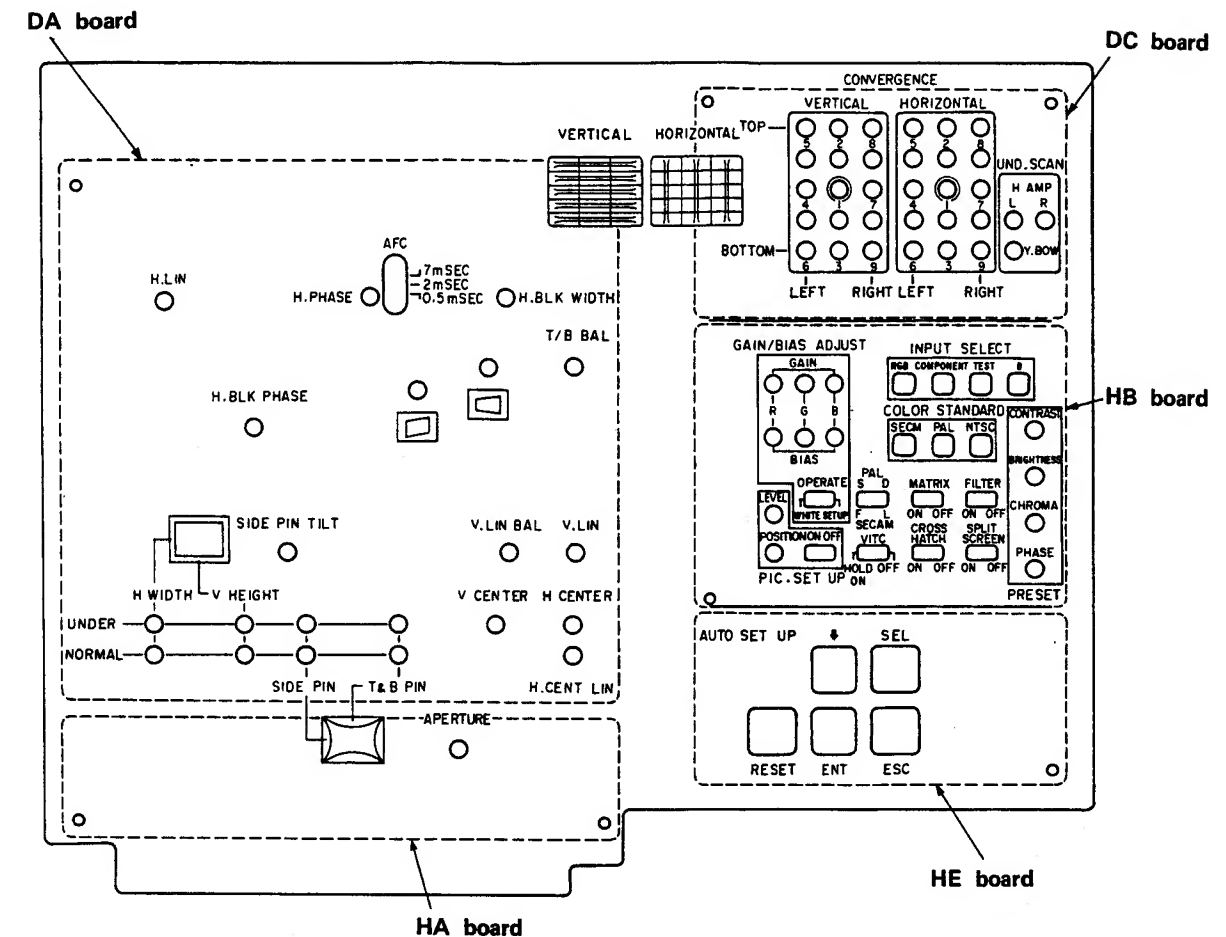 DA board
DC board
CONVERGENCE
VERTICAL HORIZONTAL
VERTICAL HORIZONTAL TOP
5 2 8 5 2 8
UND.SCAN
H AMP
L R
4 1 7 4 1 7
Y.BOW
BOTTOM
6 3 9 6 3 9
LEFT RIGHT LEFT RIGHT
AFC
7mSEC
2mSEC
0.5mSEC
H.LIN
H.PHASE
H.BLK WIDTH
T/B BAL
H.BLK PHASE
SIDE PIN TILT
V.LIN BAL V.LIN
H WIDTH V HEIGHT
V CENTER H CENTER
UNDER
NORMAL
SIDE PIN T&B PIN
H.CENT LIN
APERTURE
GAIN/BIAS ADJUST
GAIN
R G B
BIAS
INPUT SELECT
RGB COMPONENT TEST B
COLOR STANDARD
SECM PAL NTSC
HB board
CONTRAST
BRIGHTNESS
CHROMA
PHASE
PRESET
OPERATE
WHITE SETUP
PAL
S D
F L
SECAM
MATRIX
ON OFF
FILTER
ON OFF
LEVEL
POSITION ON OFF
PIC.SET UP
VITC
HOLD OFF
ON
CROSS
HATCH
ON OFF
SPLIT
SCREEN
ON OFF
AUTO SET UP
SEL
RESET ENT ESC
HE board
HA board